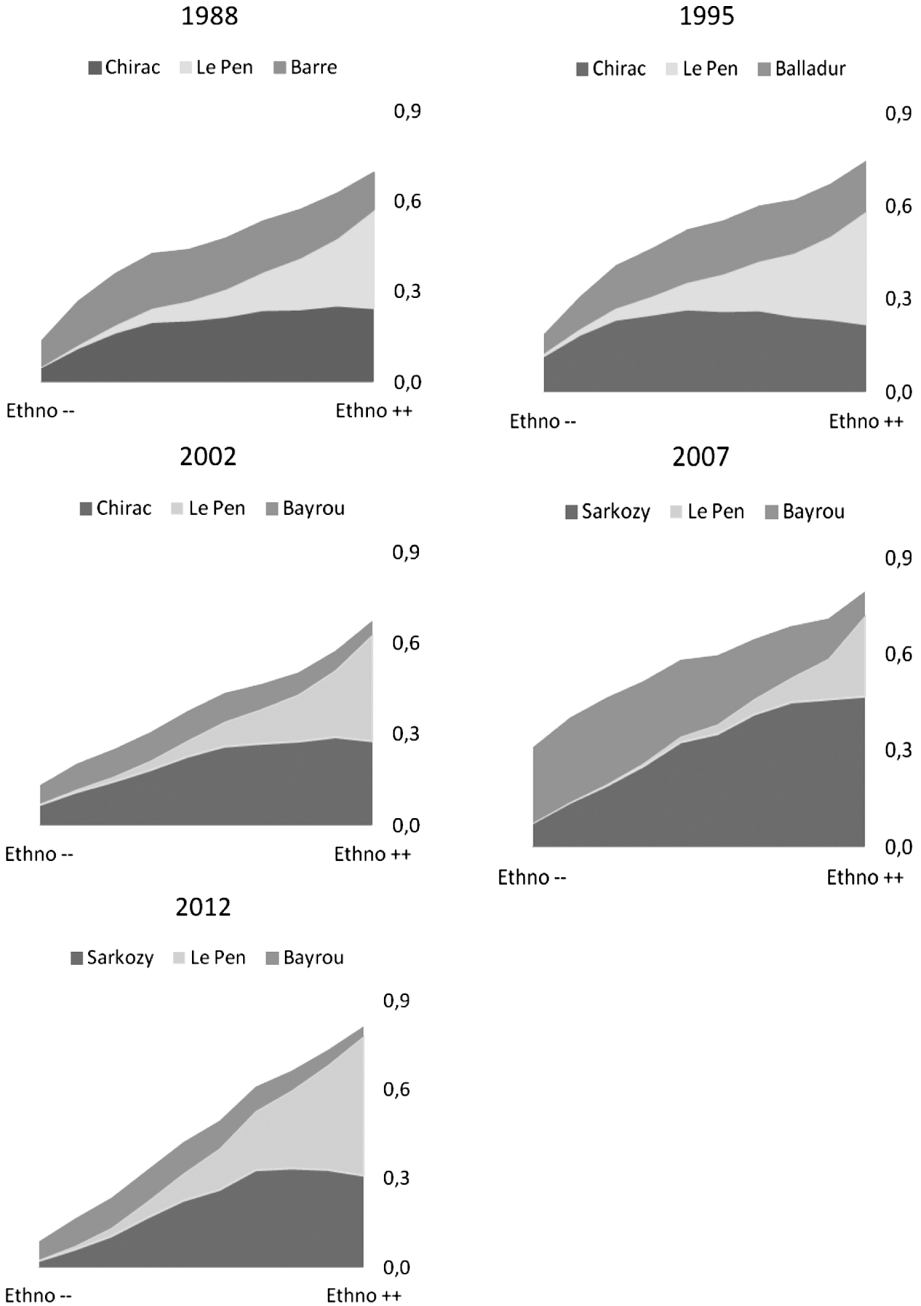 1988
Chirac Le Pen Barre
0,9
0,6
0,3
0,0
Ethno -- Ethno ++
1995
Chirac Le Pen Balladur
0,9
0,6
0,3
0,0
Ethno -- Ethno ++
2002
Chirac Le Pen Bayrou
0,9
0,6
0,3
0,0
Ethno -- Ethno ++
2007
Sarkozy Le Pen Bayrou
0,9
0,6
0,3
0,0
Ethno -- Ethno ++
2012
Sarkozy Le Pen Bayrou
0,9
0,6
0,3
0,0
Ethno -- Ethno ++